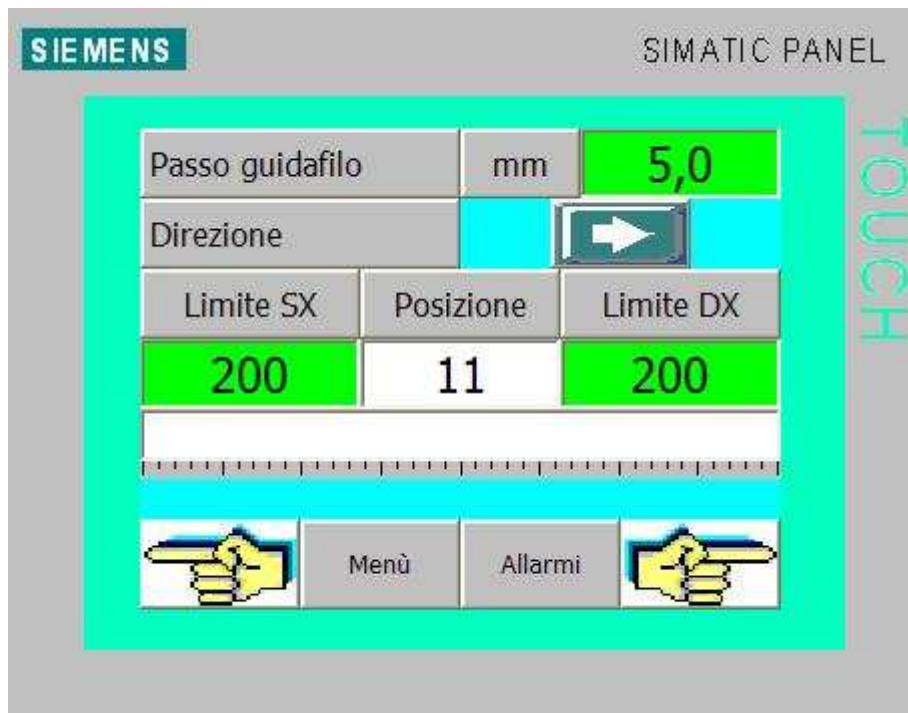 SIEMENS SIMATIC PANEL
TOUCH
Passo guidafilo mm 5,0
Direzione
Limite SX Posizione Limite DX
200 11 200
Menù Allarmi